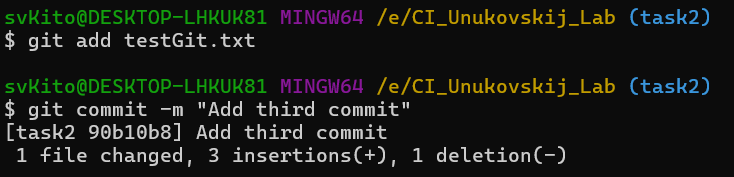 svKito@DESKTOP-LHKUK81 MINGW64 /e/CI_Unukovskij_Lab (task2)
$ git add testGit.txt
svKito@DESKTOP-LHKUK81 MINGW64 /e/CI_Unukovskij_Lab (task2)
$ git commit -m "Add third commit"
[task2 90b10b8] Add third commit
 1 file changed, 3 insertions(+), 1 deletion(-)